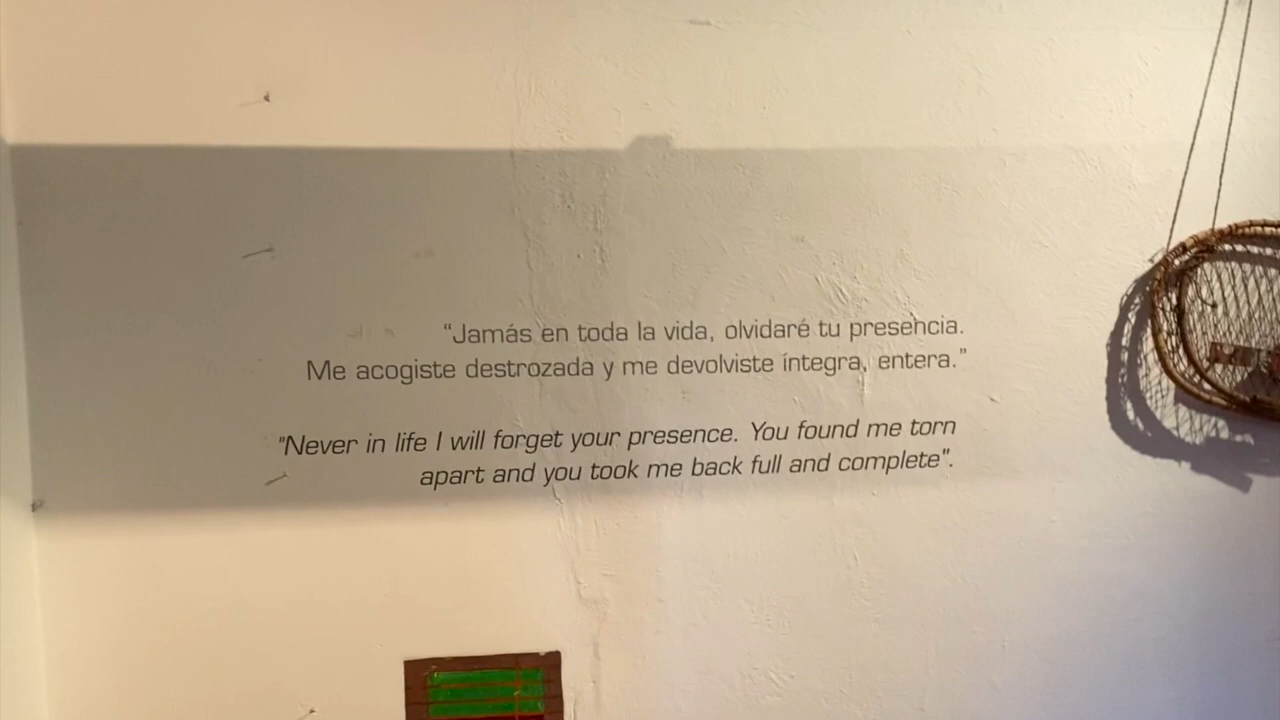 “Jamás en toda la vida, olvidaré tu presencia.
Me acogiste destrozada y me devolviste íntegra, entera.”
"Never in life I will forget your presence. You found me torn
apart and you took me back full and complete".